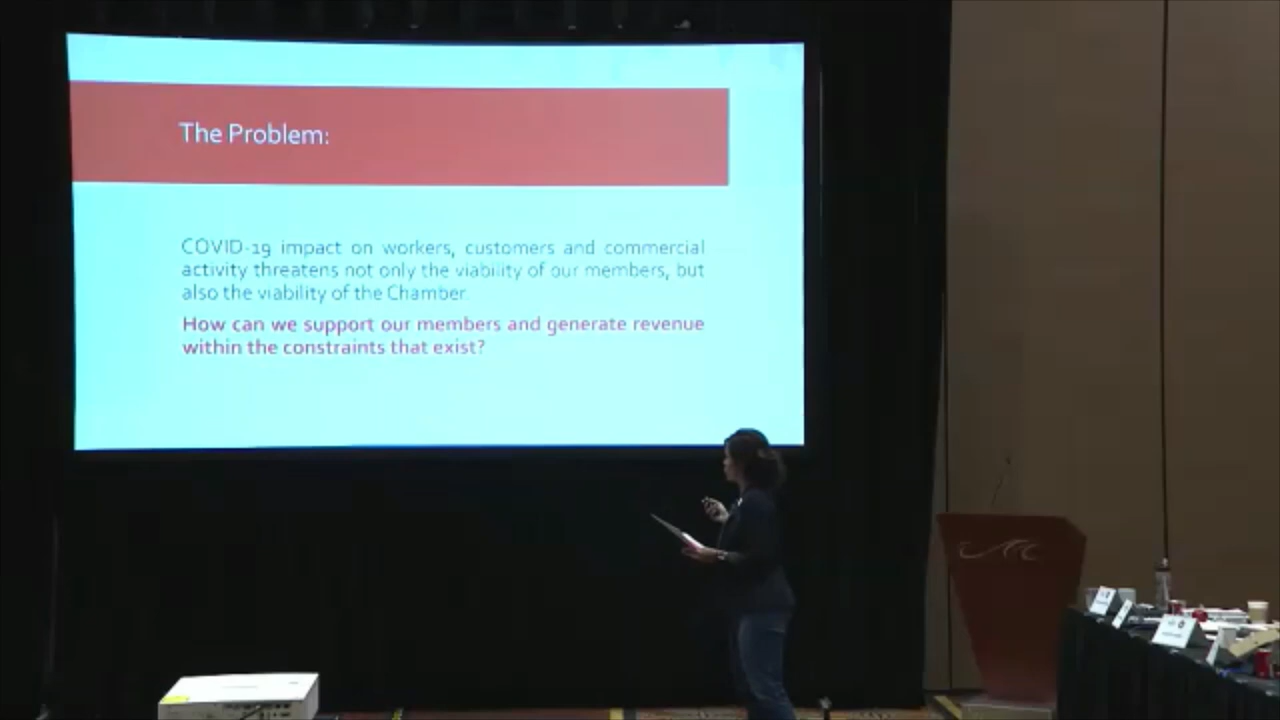 The Problem:
COVID-19 impact on workers, customers and commercial
activity threatens not only the viability of our members, but
also the viability of the Chamber.
How can we support our members and generate revenue
within the constraints that exist?